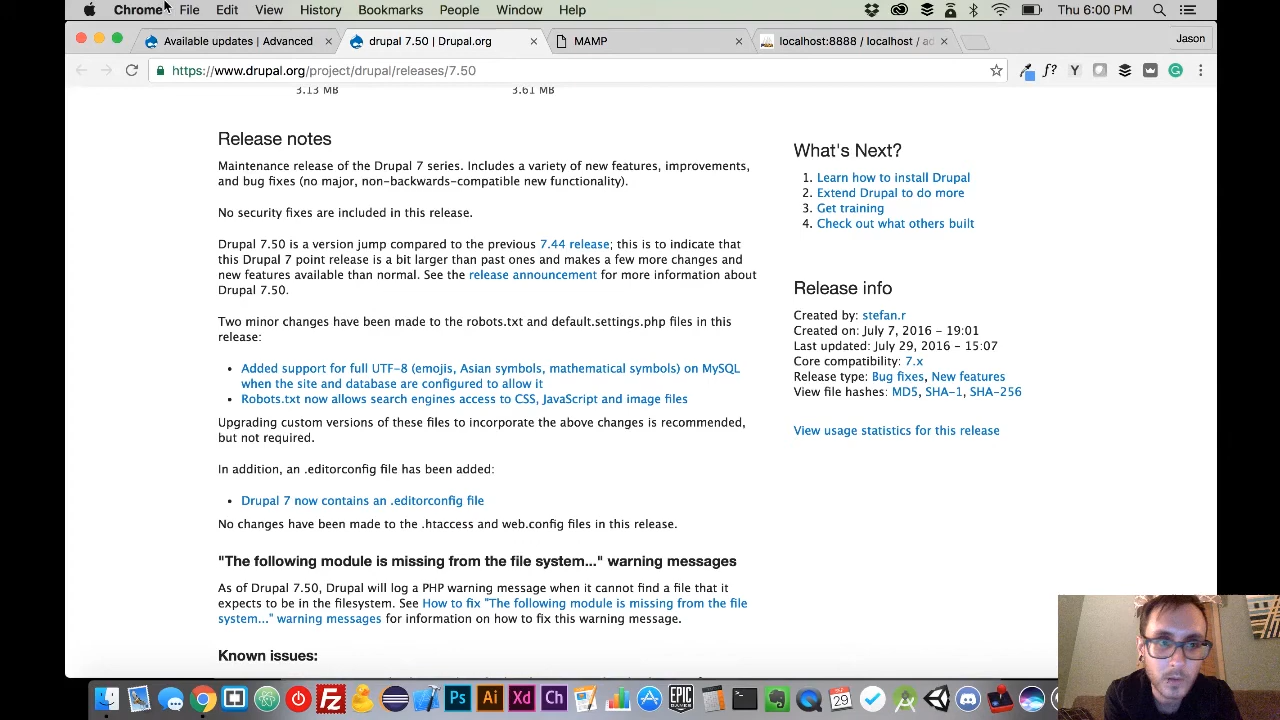 Chrome File Edit View History Bookmarks People Window Help Thu 6:00 PM
Available updates | Advanced drupal 7.50 | Drupal.org MAMP localhost:8888 / localhost / ad Jason
https://www.drupal.org/project/drupal/releases/7.50
3.13 MB 3.61 MB
Release notes
Maintenance release of the Drupal 7 series. Includes a variety of new features, improvements,
and bug fixes (no major, non-backwards-compatible new functionality).
No security fixes are included in this release.
Drupal 7.50 is a version jump compared to the previous 7.44 release; this is to indicate that
this Drupal 7 point release is a bit larger than past ones and makes a few more changes and
new features available than normal. See the release announcement for more information about
Drupal 7.50.
Two minor changes have been made to the robots.txt and default.settings.php files in this
release:
• Added support for full UTF-8 (emojis, Asian symbols, mathematical symbols) on MySQL
when the site and database are configured to allow it
• Robots.txt now allows search engines access to CSS, JavaScript and image files
Upgrading custom versions of these files to incorporate the above changes is recommended,
but not required.
In addition, an .editorconfig file has been added:
• Drupal 7 now contains an .editorconfig file
No changes have been made to the .htaccess and web.config files in this release.
"The following module is missing from the file system..." warning messages
As of Drupal 7.50, Drupal will log a PHP warning message when it cannot find a file that it
expects to be in the filesystem. See How to fix "The following module is missing from the file
system..." warning messages for information on how to fix this warning message.
Known issues:
What's Next?
1. Learn how to install Drupal
2. Extend Drupal to do more
3. Get training
4. Check out what others built
Release info
Created by: stefan.r
Created on: July 7, 2016 - 19:01
Last updated: July 29, 2016 - 15:07
Core compatibility: 7.x
Release type: Bug fixes, New features
View file hashes: MD5, SHA-1, SHA-256
View usage statistics for this release
Fz Ps Ai Xd Ch EPIC GAMES 29